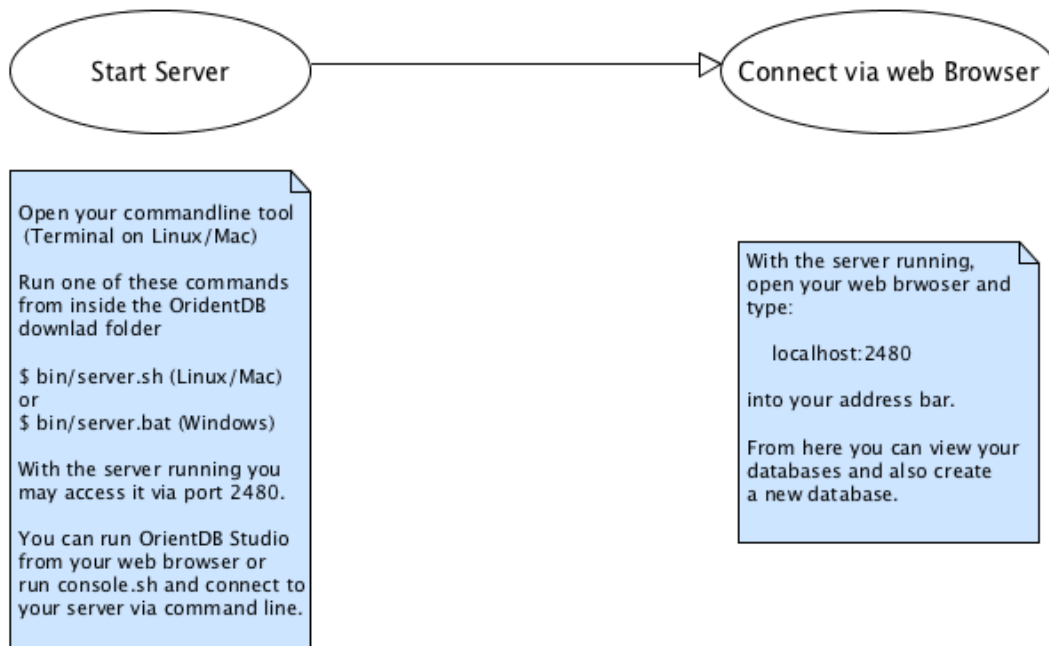 Start Server
Connect via web Browser
Open your commandline tool
(Terminal on Linux/Mac)
Run one of these commands
from inside the OridentDB
downlad folder
$ bin/server.sh (Linux/Mac)
or
$ bin/server.bat (Windows)
With the server running you
may access it via port 2480.
You can run OrientDB Studio
from your web browser or
run console.sh and connect to
your server via command line.
With the server running,
open your web brwoser and
type:
localhost:2480
into your address bar.
From here you can view your
databases and also create
a new database.